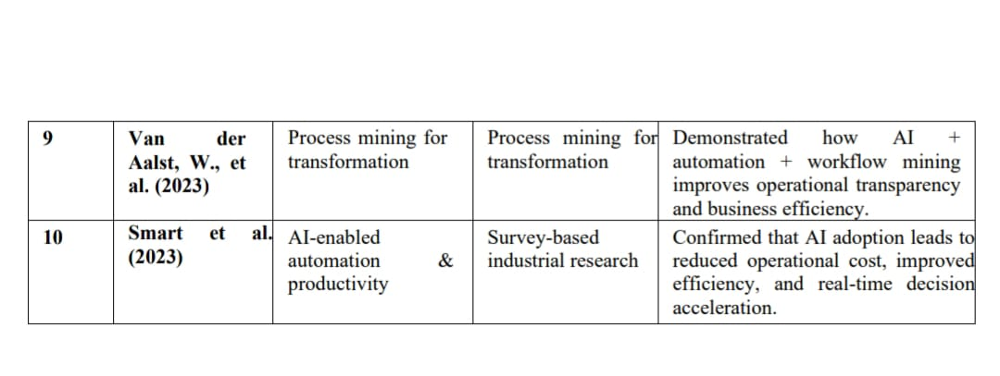 9
Van der
Aalst, W., et
al. (2023)
Process mining for
transformation
Process mining for
transformation
Demonstrated how AI +
automation + workflow mining
improves operational transparency
and business efficiency.
10
Smart et al.
(2023)
AI-enabled
automation &
productivity
Survey-based
industrial research
Confirmed that AI adoption leads to
reduced operational cost, improved
efficiency, and real-time decision
acceleration.